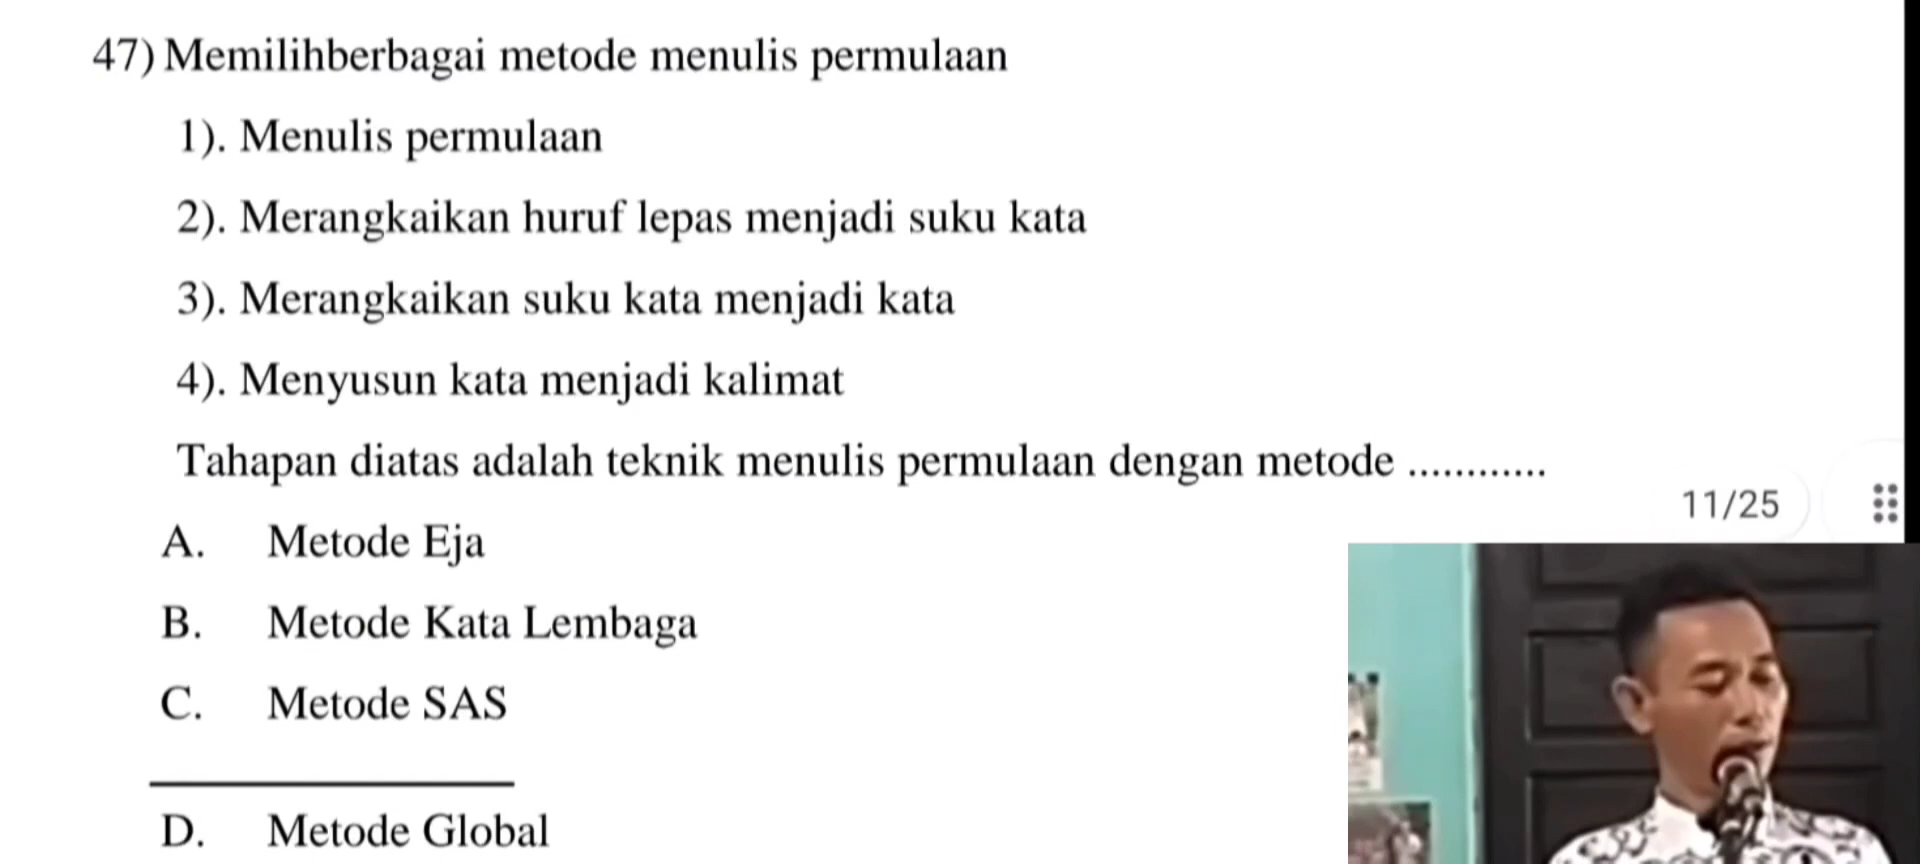 47) Memilihberbagai metode menulis permulaan
1). Menulis permulaan
2). Merangkaikan huruf lepas menjadi suku kata
3). Merangkaikan suku kata menjadi kata
4). Menyusun kata menjadi kalimat
Tahapan diatas adalah teknik menulis permulaan dengan metode ............
11/25
A. Metode Eja
B. Metode Kata Lembaga
C. Metode SAS
D. Metode Global